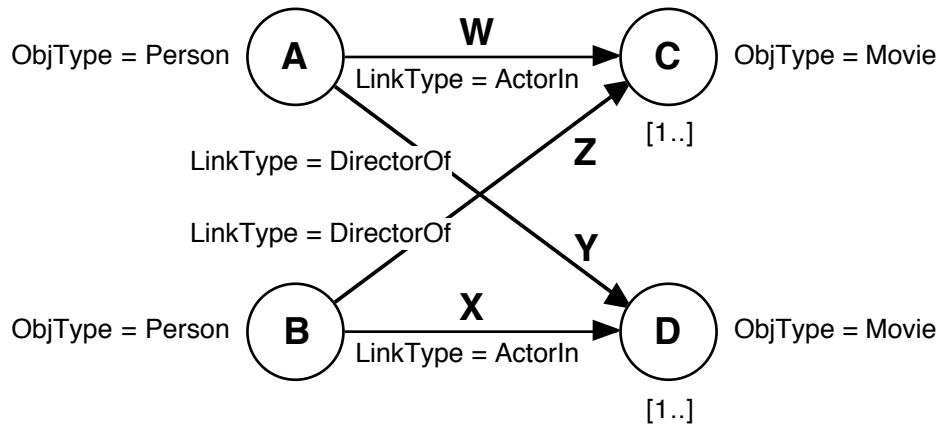 W
ObjType = Person A C ObjType = Movie
LinkType = ActorIn
[1..]
Z
LinkType = DirectorOf
LinkType = DirectorOf
Y
X
ObjType = Person B D ObjType = Movie
LinkType = ActorIn
[1..]